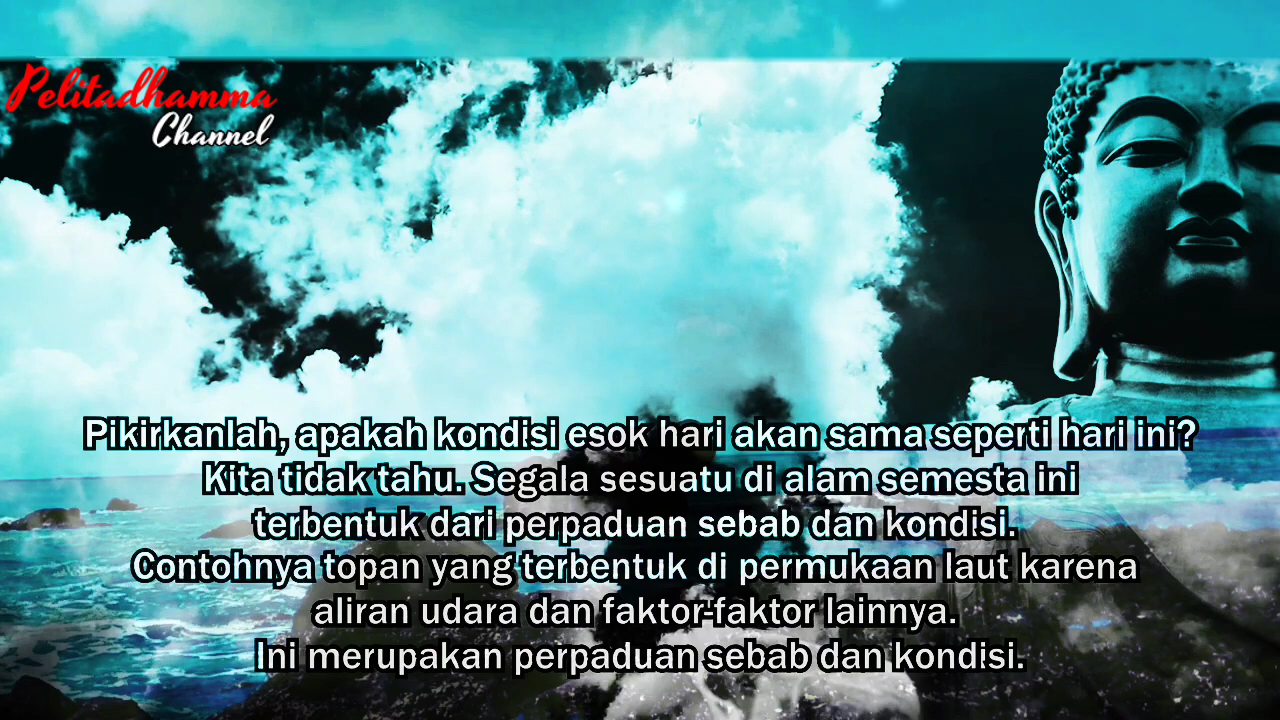 Pelitadhamma
Channel
Pikirkanlah, apakah kondisi esok hari akan sama seperti hari ini?
Kita tidak tahu. Segala sesuatu di alam semesta ini
terbentuk dari perpaduan sebab dan kondisi.
Contohnya topan yang terbentuk di permukaan laut karena
aliran udara dan faktor-faktor lainnya.
Ini merupakan perpaduan sebab dan kondisi.